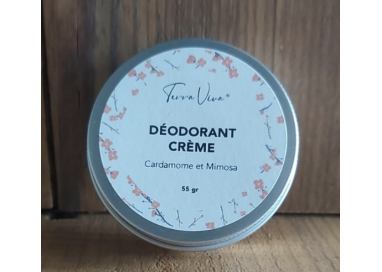 Terra Viva®
DÉODORANT
CRÈME
Cardamome et Mimosa
55 gr